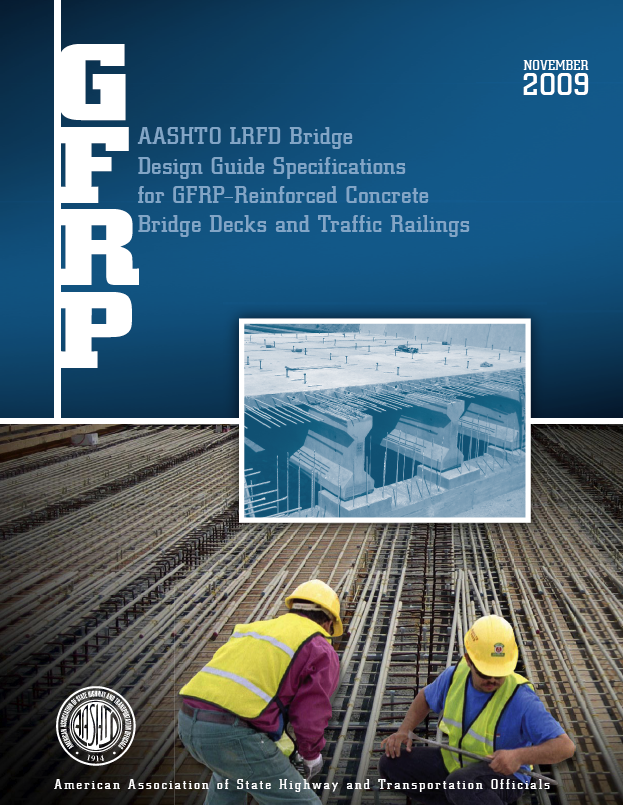 GFRP
NOVEMBER
2009
AASHTO LRFD Bridge
Design Guide Specifications
for GFRP–Reinforced Concrete
Bridge Decks and Traffic Railings
AMERICAN ASSOCIATION OF STATE HIGHWAY AND TRANSPORTATION OFFICIALS
AASHTO
1914
American Association of State Highway and Transportation Officials